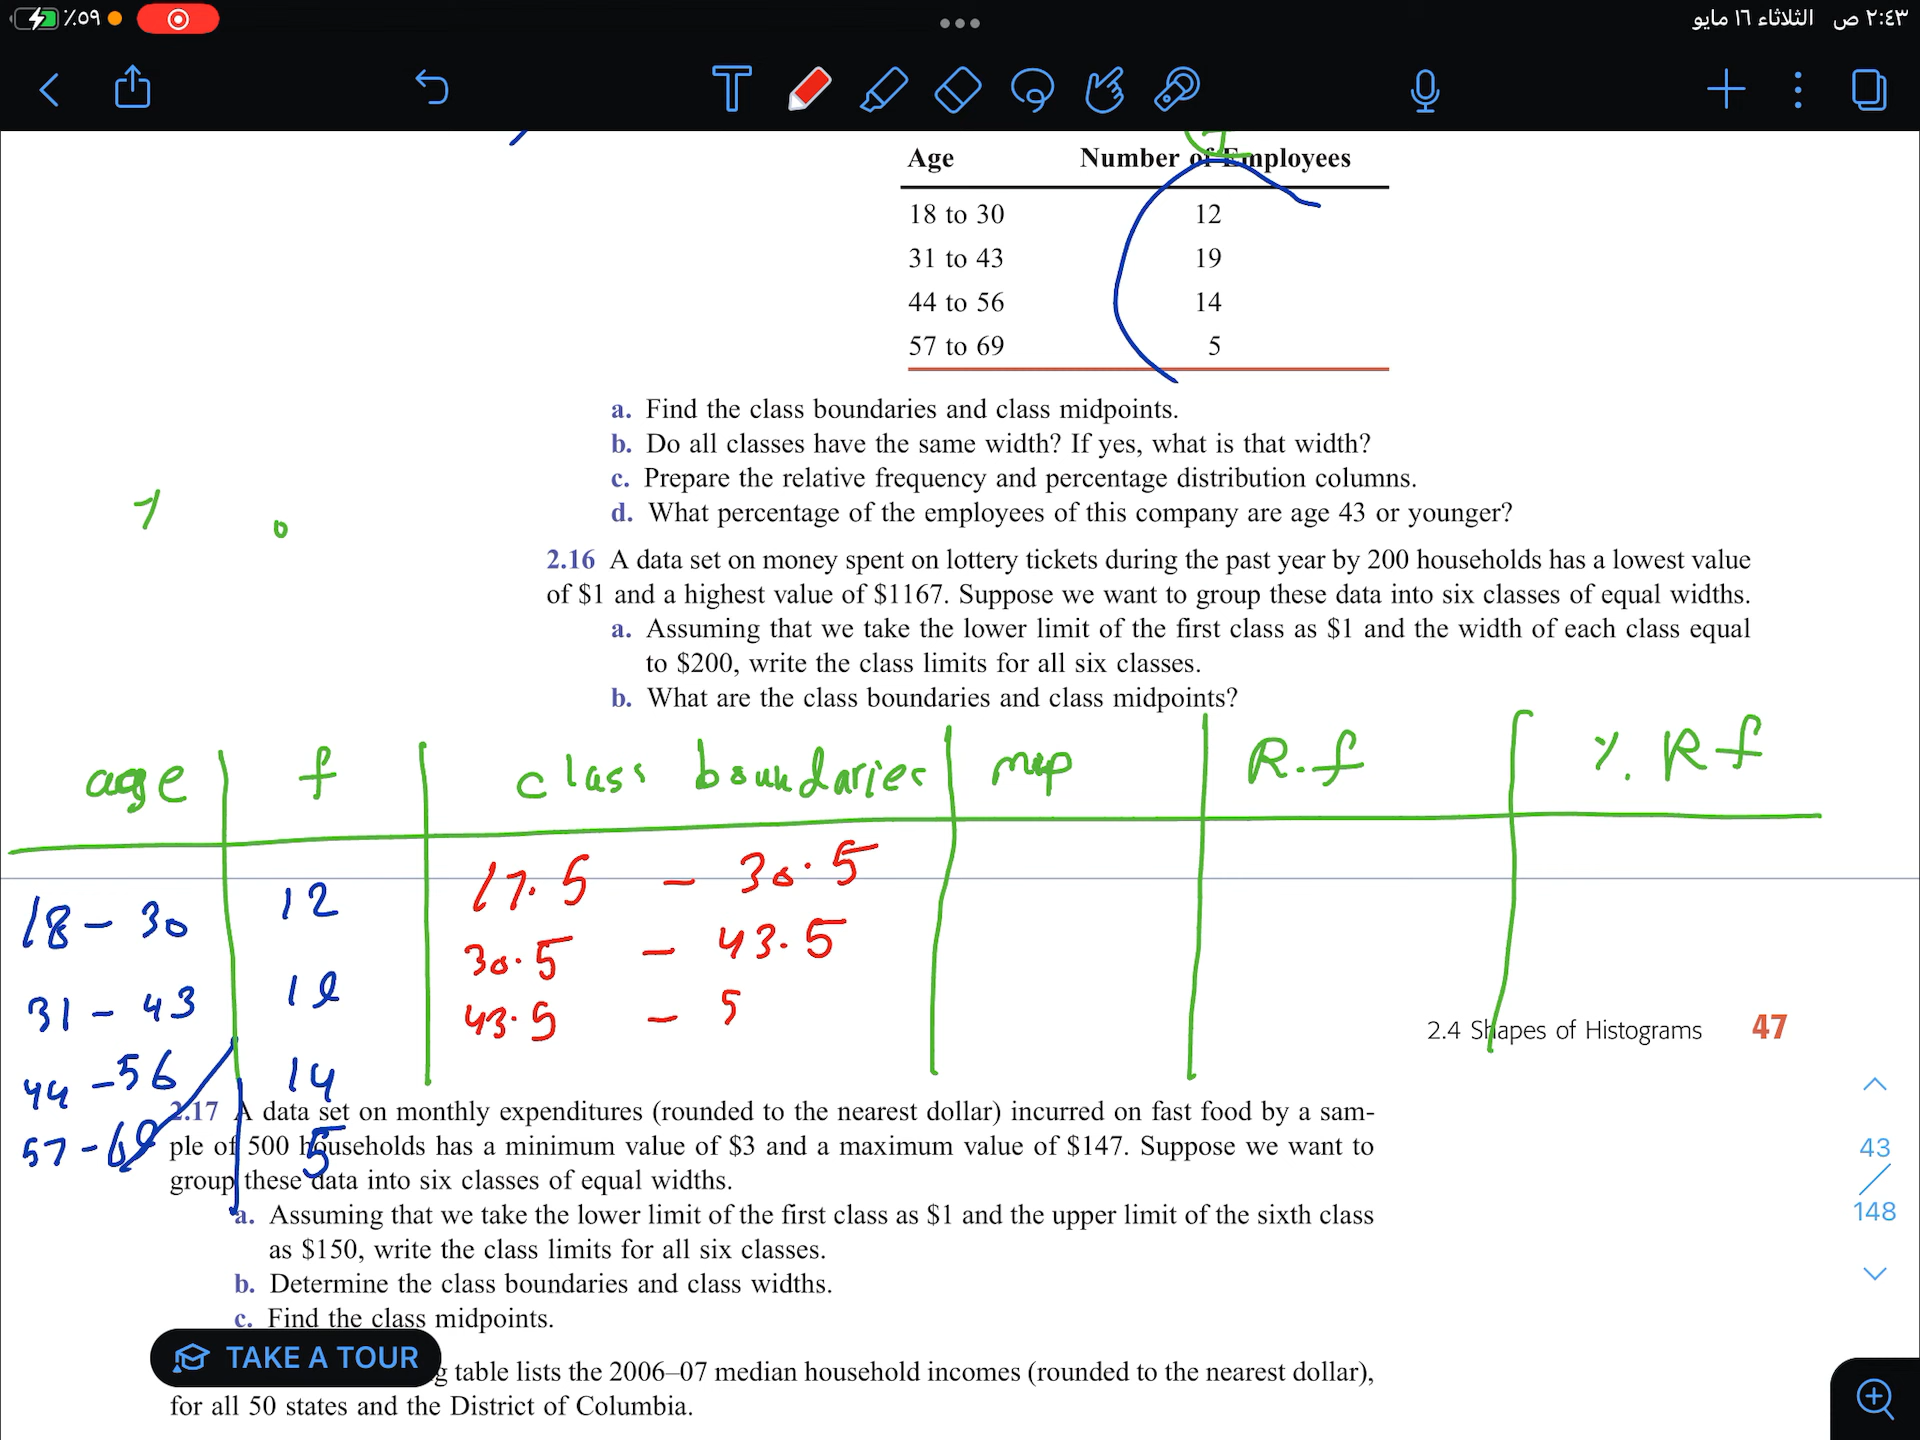 ٪٥٩
٢:٤٣ ص الثلاثاء ١٦ مايو
Age Number of Employees
18 to 30 12
31 to 43 19
44 to 56 14
57 to 69 5
a. Find the class boundaries and class midpoints.
b. Do all classes have the same width? If yes, what is that width?
c. Prepare the relative frequency and percentage distribution columns.
d. What percentage of the employees of this company are age 43 or younger?
2.16 A data set on money spent on lottery tickets during the past year by 200 households has a lowest value
of $1 and a highest value of $1167. Suppose we want to group these data into six classes of equal widths.
a. Assuming that we take the lower limit of the first class as $1 and the width of each class equal
to $200, write the class limits for all six classes.
b. What are the class boundaries and class midpoints?
age f class boundaries R.f %. R f
18 - 30 12 17.5 - 30.5
31 - 43 19 30.5 - 43.5
44 - 56 14 43.5 - 5
57 - 69 5
2.4 Shapes of Histograms 47
2.17 A data set on monthly expenditures (rounded to the nearest dollar) incurred on fast food by a sam-
ple of 500 households has a minimum value of $3 and a maximum value of $147. Suppose we want to
group these data into six classes of equal widths.
a. Assuming that we take the lower limit of the first class as $1 and the upper limit of the sixth class
as $150, write the class limits for all six classes.
b. Determine the class boundaries and class widths.
c. Find the class midpoints.
43
148
TAKE A TOUR
g table lists the 2006–07 median household incomes (rounded to the nearest dollar),
for all 50 states and the District of Columbia.